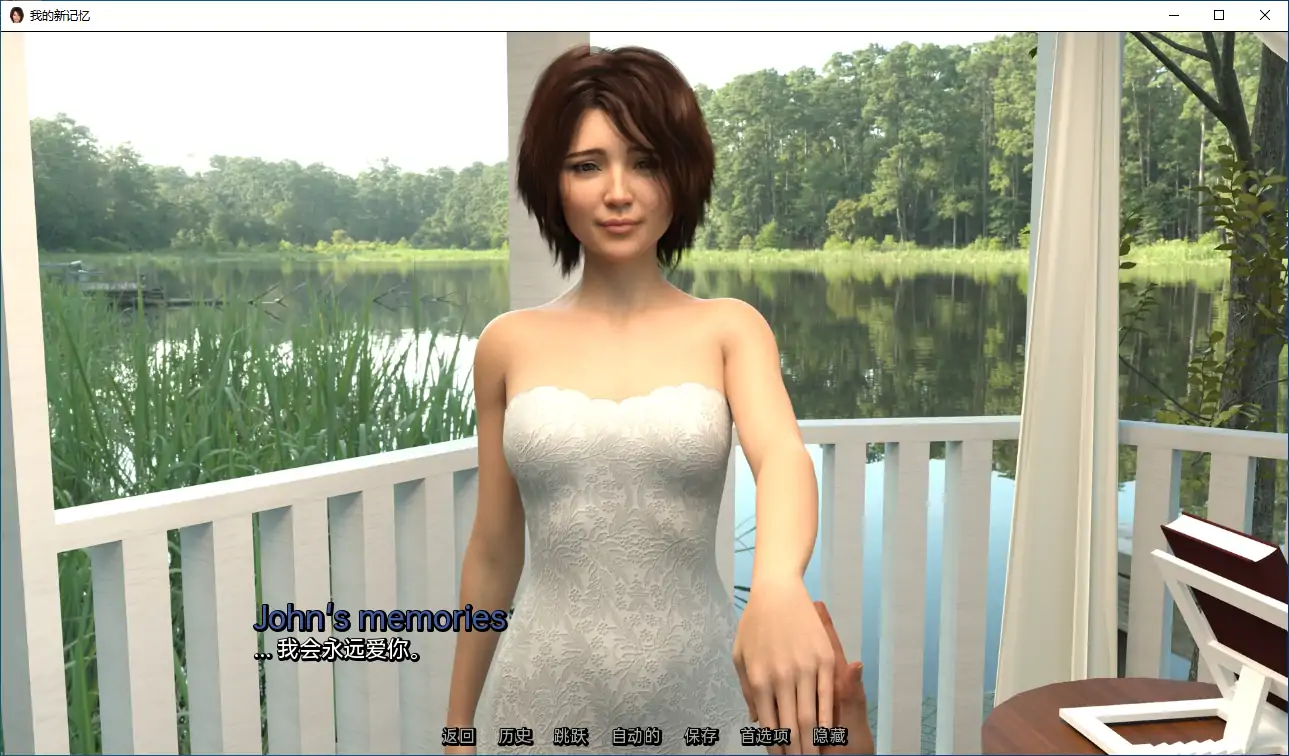 我的新记忆
John's memories
... 我会永远爱你。
返回 历史 跳跃 自动的 保存 首选项 隐藏